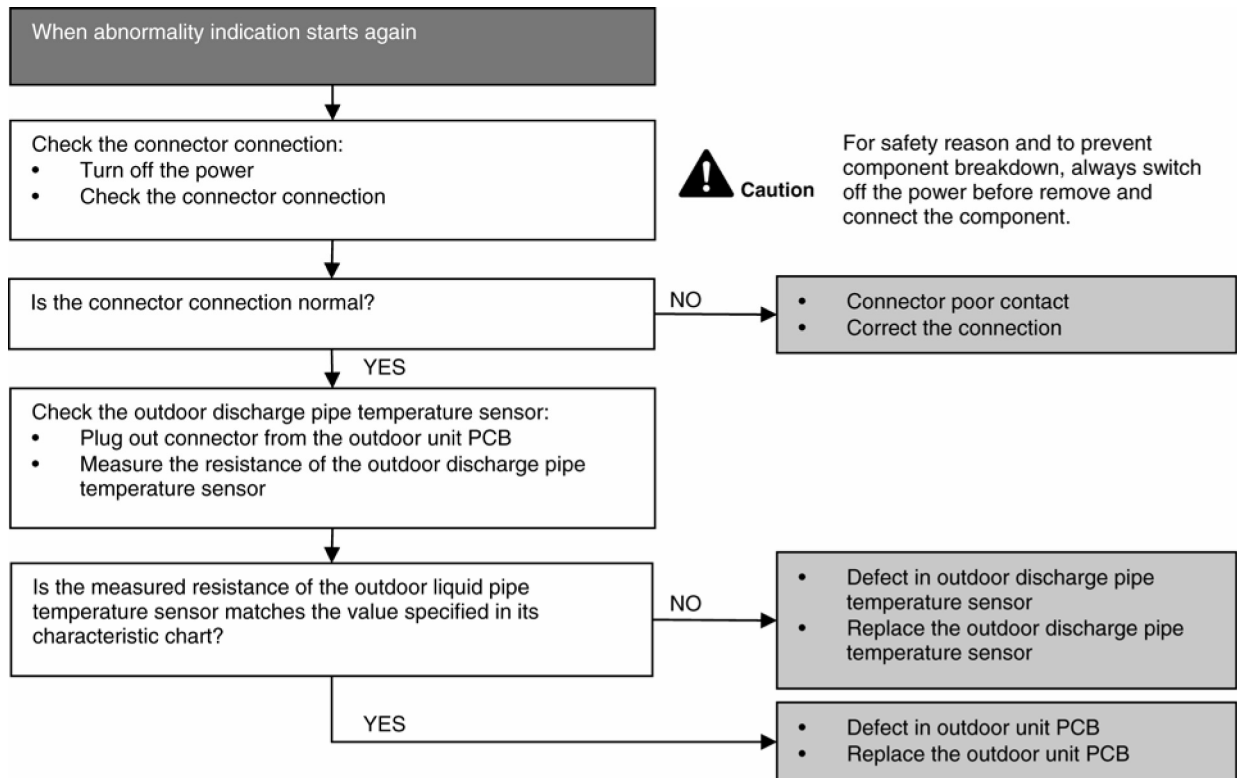 When abnormality indication starts again
Check the connector connection:
• Turn off the power
• Check the connector connection
Caution
For safety reason and to prevent
component breakdown, always switch
off the power before remove and
connect the component.
Is the connector connection normal?
NO
• Connector poor contact
• Correct the connection
YES
Check the outdoor discharge pipe temperature sensor:
• Plug out connector from the outdoor unit PCB
• Measure the resistance of the outdoor discharge pipe
temperature sensor
Is the measured resistance of the outdoor liquid pipe
temperature sensor matches the value specified in its
characteristic chart?
NO
• Defect in outdoor discharge pipe
temperature sensor
• Replace the outdoor discharge pipe
temperature sensor
YES
• Defect in outdoor unit PCB
• Replace the outdoor unit PCB